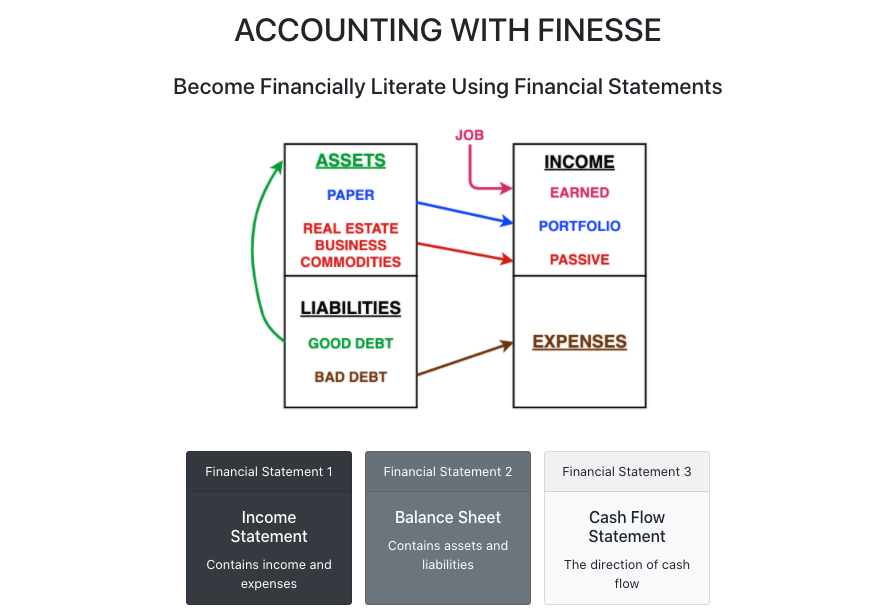 ACCOUNTING WITH FINESSE
Become Financially Literate Using Financial Statements
JOB
ASSETS
PAPER
REAL ESTATE
BUSINESS
COMMODITIES
INCOME
EARNED
PORTFOLIO
PASSIVE
LIABILITIES
GOOD DEBT
BAD DEBT
EXPENSES
Financial Statement 1
Income
Statement
Contains income and
expenses
Financial Statement 2
Balance Sheet
Contains assets and
liabilities
Financial Statement 3
Cash Flow
Statement
The direction of cash
flow